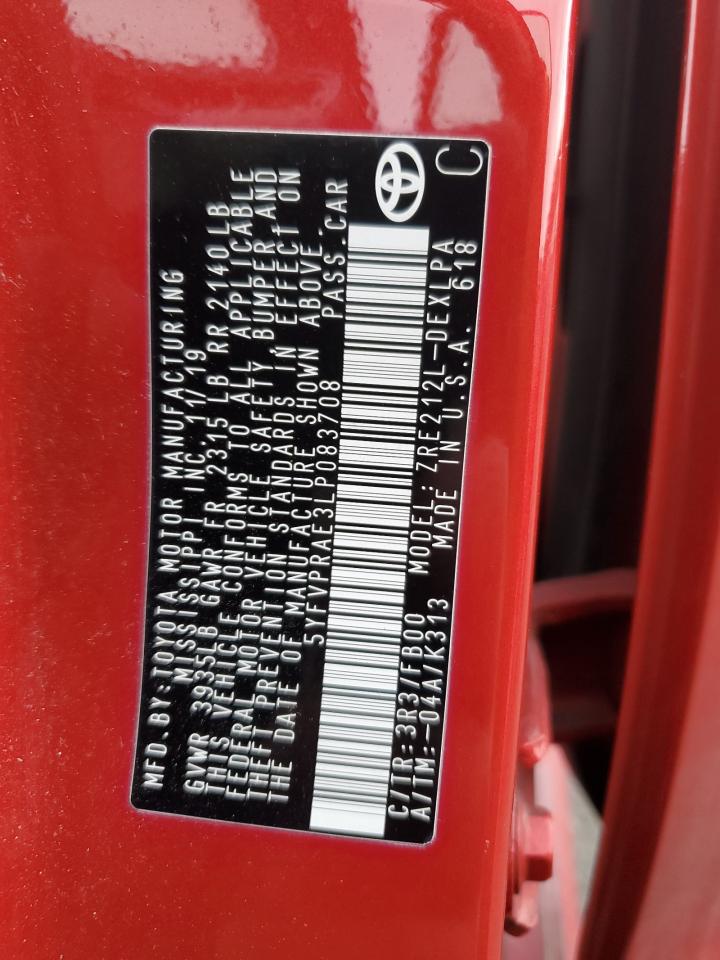 MFD.BY:TOYOTA MOTOR MANUFACTURING
MISSISSIPPI INC. 11/19
GVWR 3935LB GAWR FR 2315 LB RR 2140 LB
THIS VEHICLE CONFORMS TO ALL APPLICABLE
FEDERAL MOTOR VEHICLE SAFETY BUMPER AND
THEFT PREVENTION STANDARDS IN EFFECT ON
THE DATE OF MANUFACTURE SHOWN ABOVE.
5YFVPRAE3LP083708 PASS.CAR
C/TR:3R3/FB00 MODEL:ZRE212L-DEXLPA
A/TM:-04A/K313 MADE IN U.S.A. 618 C